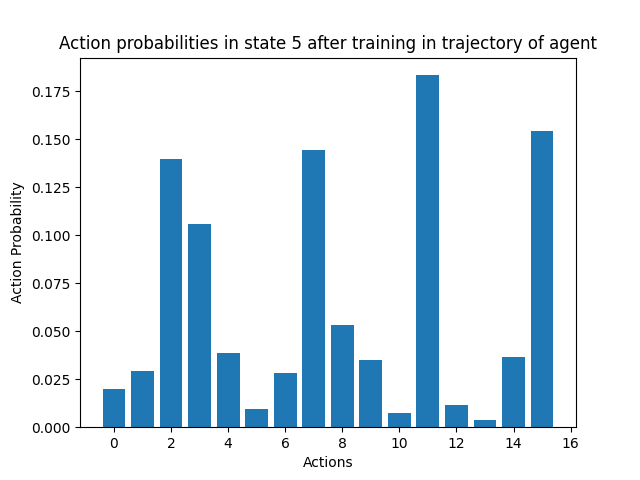 Action probabilities in state 5 after training in trajectory of agent
0.175
0.150
0.125
0.100
0.075
0.050
0.025
0.000
Action Probability
0 2 4 6 8 10 12 14 16
Actions